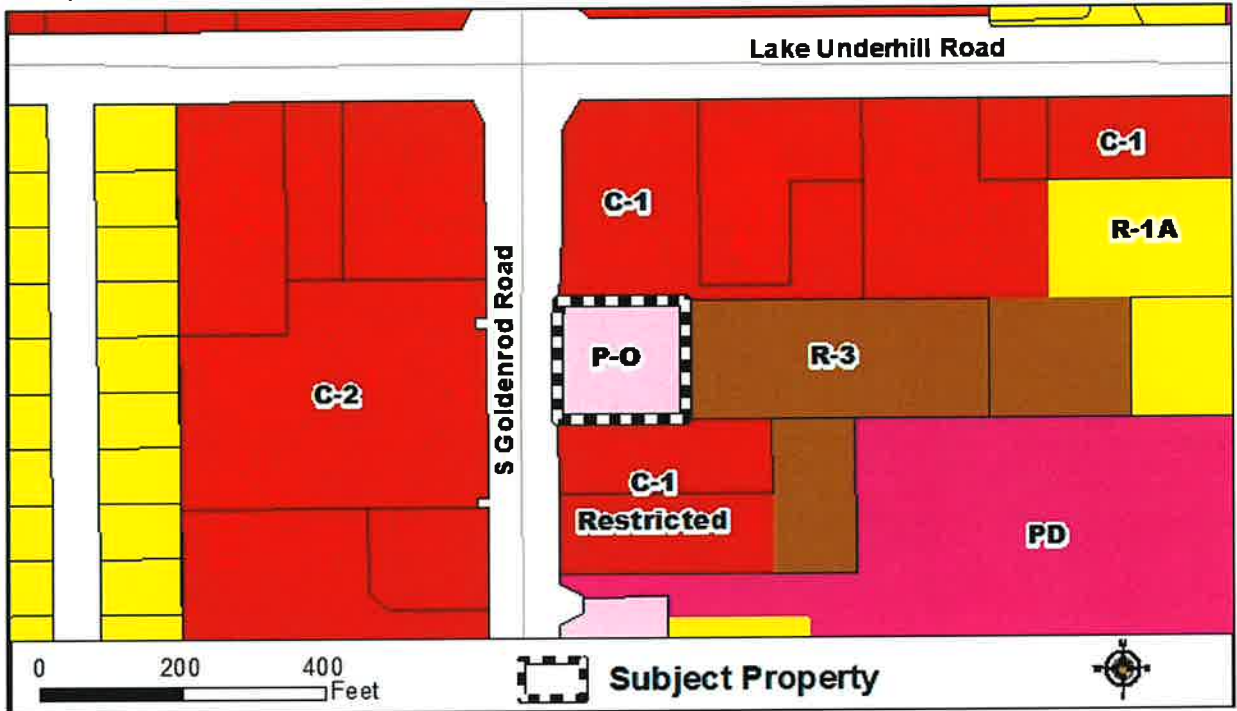 Lake Underhill Road
C-1
C-1
R-1A
S Goldenrod Road
P-O
R-3
C-2
C-1
Restricted
PD
0 200 400
Feet
Subject Property